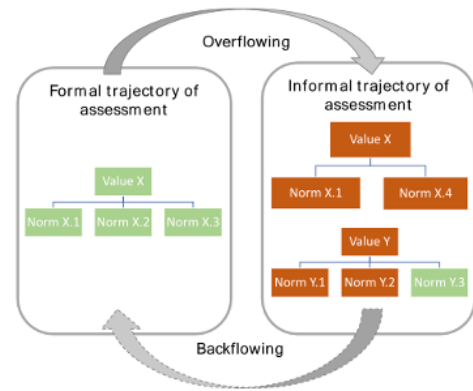 Overflowing
Formal trajectory of
assessment
Value X
Norm X.1
Norm X.2
Norm X.3
Informal trajectory of
assessment
Value X
Norm X.1
Norm X.4
Value Y
Norm Y.1
Norm Y.2
Norm Y.3
Backflowing